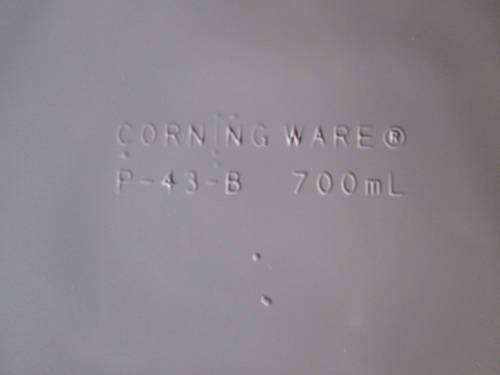 CORNING WARE®
P-43-B 700mL